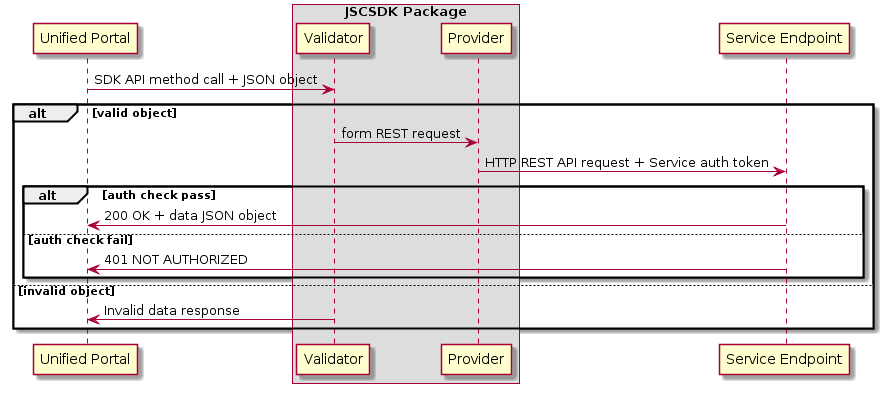 JSCSDK Package
Unified Portal
Validator
Provider
Service Endpoint
SDK API method call + JSON object
alt
[valid object]
form REST request
HTTP REST API request + Service auth token
alt
[auth check pass]
200 OK + data JSON object
[auth check fail]
401 NOT AUTHORIZED
[invalid object]
Invalid data response
Unified Portal
Validator
Provider
Service Endpoint